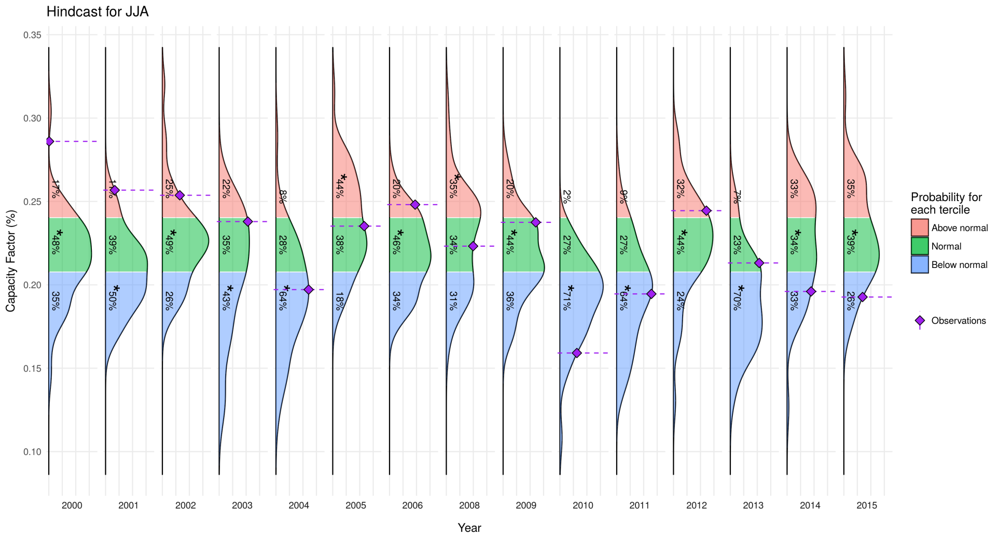 Hindcast for JJA
Capacity Factor (%)
0.35
0.30
0.25
0.20
0.15
0.10
17% 17% 25% 22% 8% *44% 20% *35% 20% 2% 9% 32% 7% 33% 35%
*48% 39% *49% 35% 28% 38% *46% 34% *44% 27% 27% *44% 23% *34% *39%
35% *50% 26% *43% *64% 18% 34% 31% 36% *71% *64% 24% *70% 33% 26%
2000 2001 2002 2003 2004 2005 2006 2008 2009 2010 2011 2012 2013 2014 2015
Year
Probability for
each tercile
Above normal
Normal
Below normal
Observations